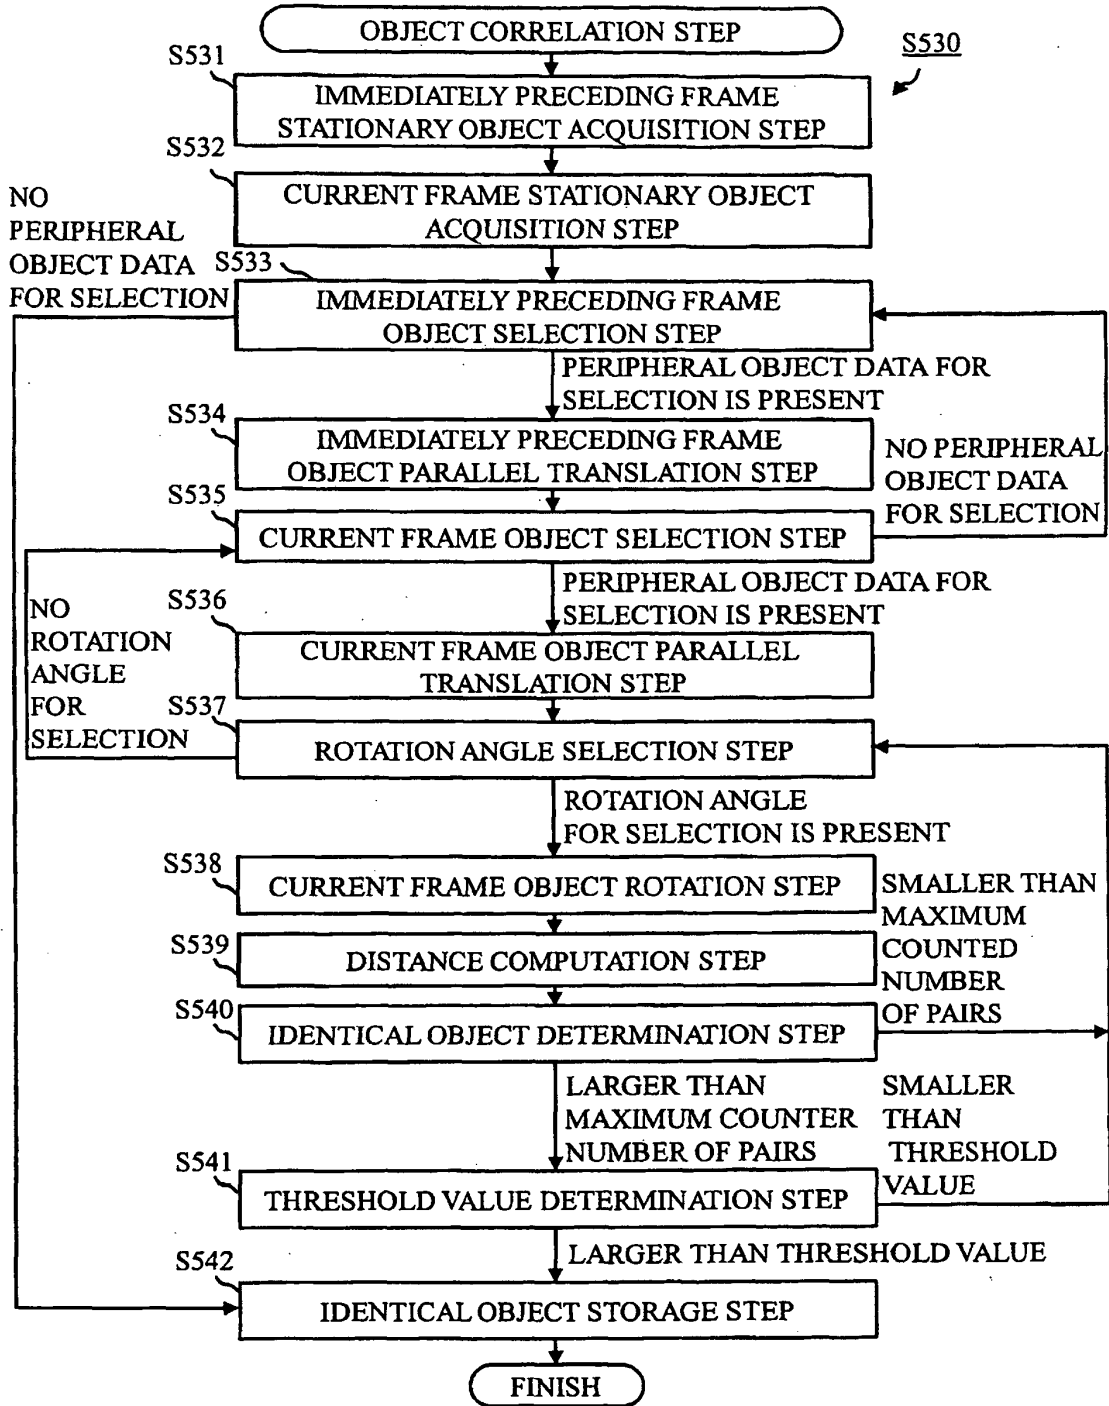 OBJECT CORRELATION STEP
S530
S531
IMMEDIATELY PRECEDING FRAME
STATIONARY OBJECT ACQUISITION STEP
S532
CURRENT FRAME STATIONARY OBJECT
ACQUISITION STEP
NO
PERIPHERAL
OBJECT DATA
FOR SELECTION
S533
IMMEDIATELY PRECEDING FRAME
OBJECT SELECTION STEP
PERIPHERAL OBJECT DATA FOR
SELECTION IS PRESENT
S534
IMMEDIATELY PRECEDING FRAME
OBJECT PARALLEL TRANSLATION STEP
NO PERIPHERAL
OBJECT DATA
FOR SELECTION
S535
CURRENT FRAME OBJECT SELECTION STEP
PERIPHERAL OBJECT DATA FOR
SELECTION IS PRESENT
NO
ROTATION
ANGLE
FOR
SELECTION
S536
CURRENT FRAME OBJECT PARALLEL
TRANSLATION STEP
S537
ROTATION ANGLE SELECTION STEP
ROTATION ANGLE
FOR SELECTION IS PRESENT
S538
CURRENT FRAME OBJECT ROTATION STEP
SMALLER THAN
MAXIMUM
COUNTED
NUMBER
OF PAIRS
S539
DISTANCE COMPUTATION STEP
S540
IDENTICAL OBJECT DETERMINATION STEP
LARGER THAN
MAXIMUM COUNTER
NUMBER OF PAIRS
SMALLER
THAN
THRESHOLD
VALUE
S541
THRESHOLD VALUE DETERMINATION STEP
LARGER THAN THRESHOLD VALUE
S542
IDENTICAL OBJECT STORAGE STEP
FINISH